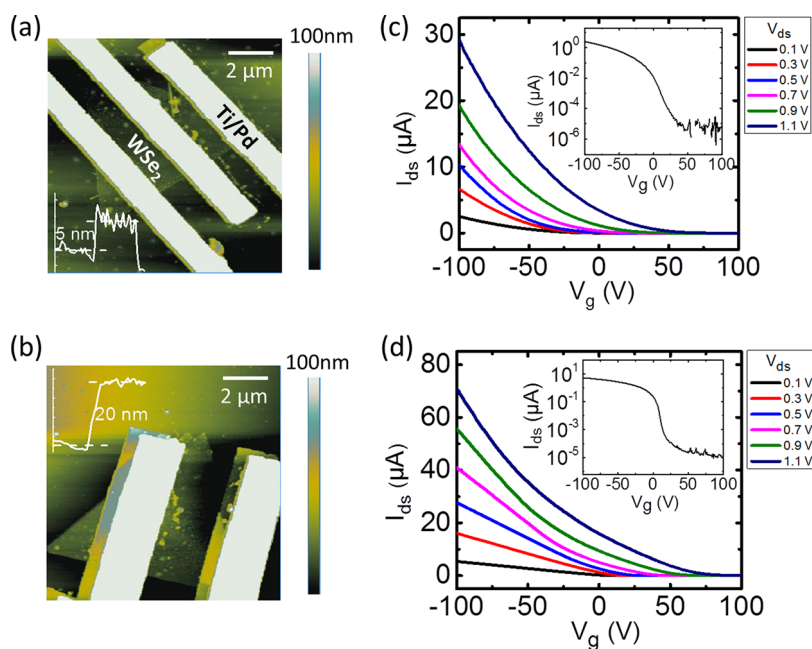 (a)
100nm
2 μm
Ti/Pd
WSe2
5 nm
(b)
100nm
2 μm
20 nm
(c)
30
20
10
0
Ids (μA)
-100 -50 0 50 100
Vg (V)
10^0
10^-2
10^-4
10^-6
Ids (μA)
-100 -50 0 50 100
Vg (V)
Vds
0.1 V
0.3 V
0.5 V
0.7 V
0.9 V
1.1 V
(d)
80
60
40
20
0
Ids (μA)
-100 -50 0 50 100
Vg (V)
10^1
10^-1
10^-3
10^-5
Ids (μA)
-100 -50 0 50 100
Vg (V)
Vds
0.1 V
0.3 V
0.5 V
0.7 V
0.9 V
1.1 V